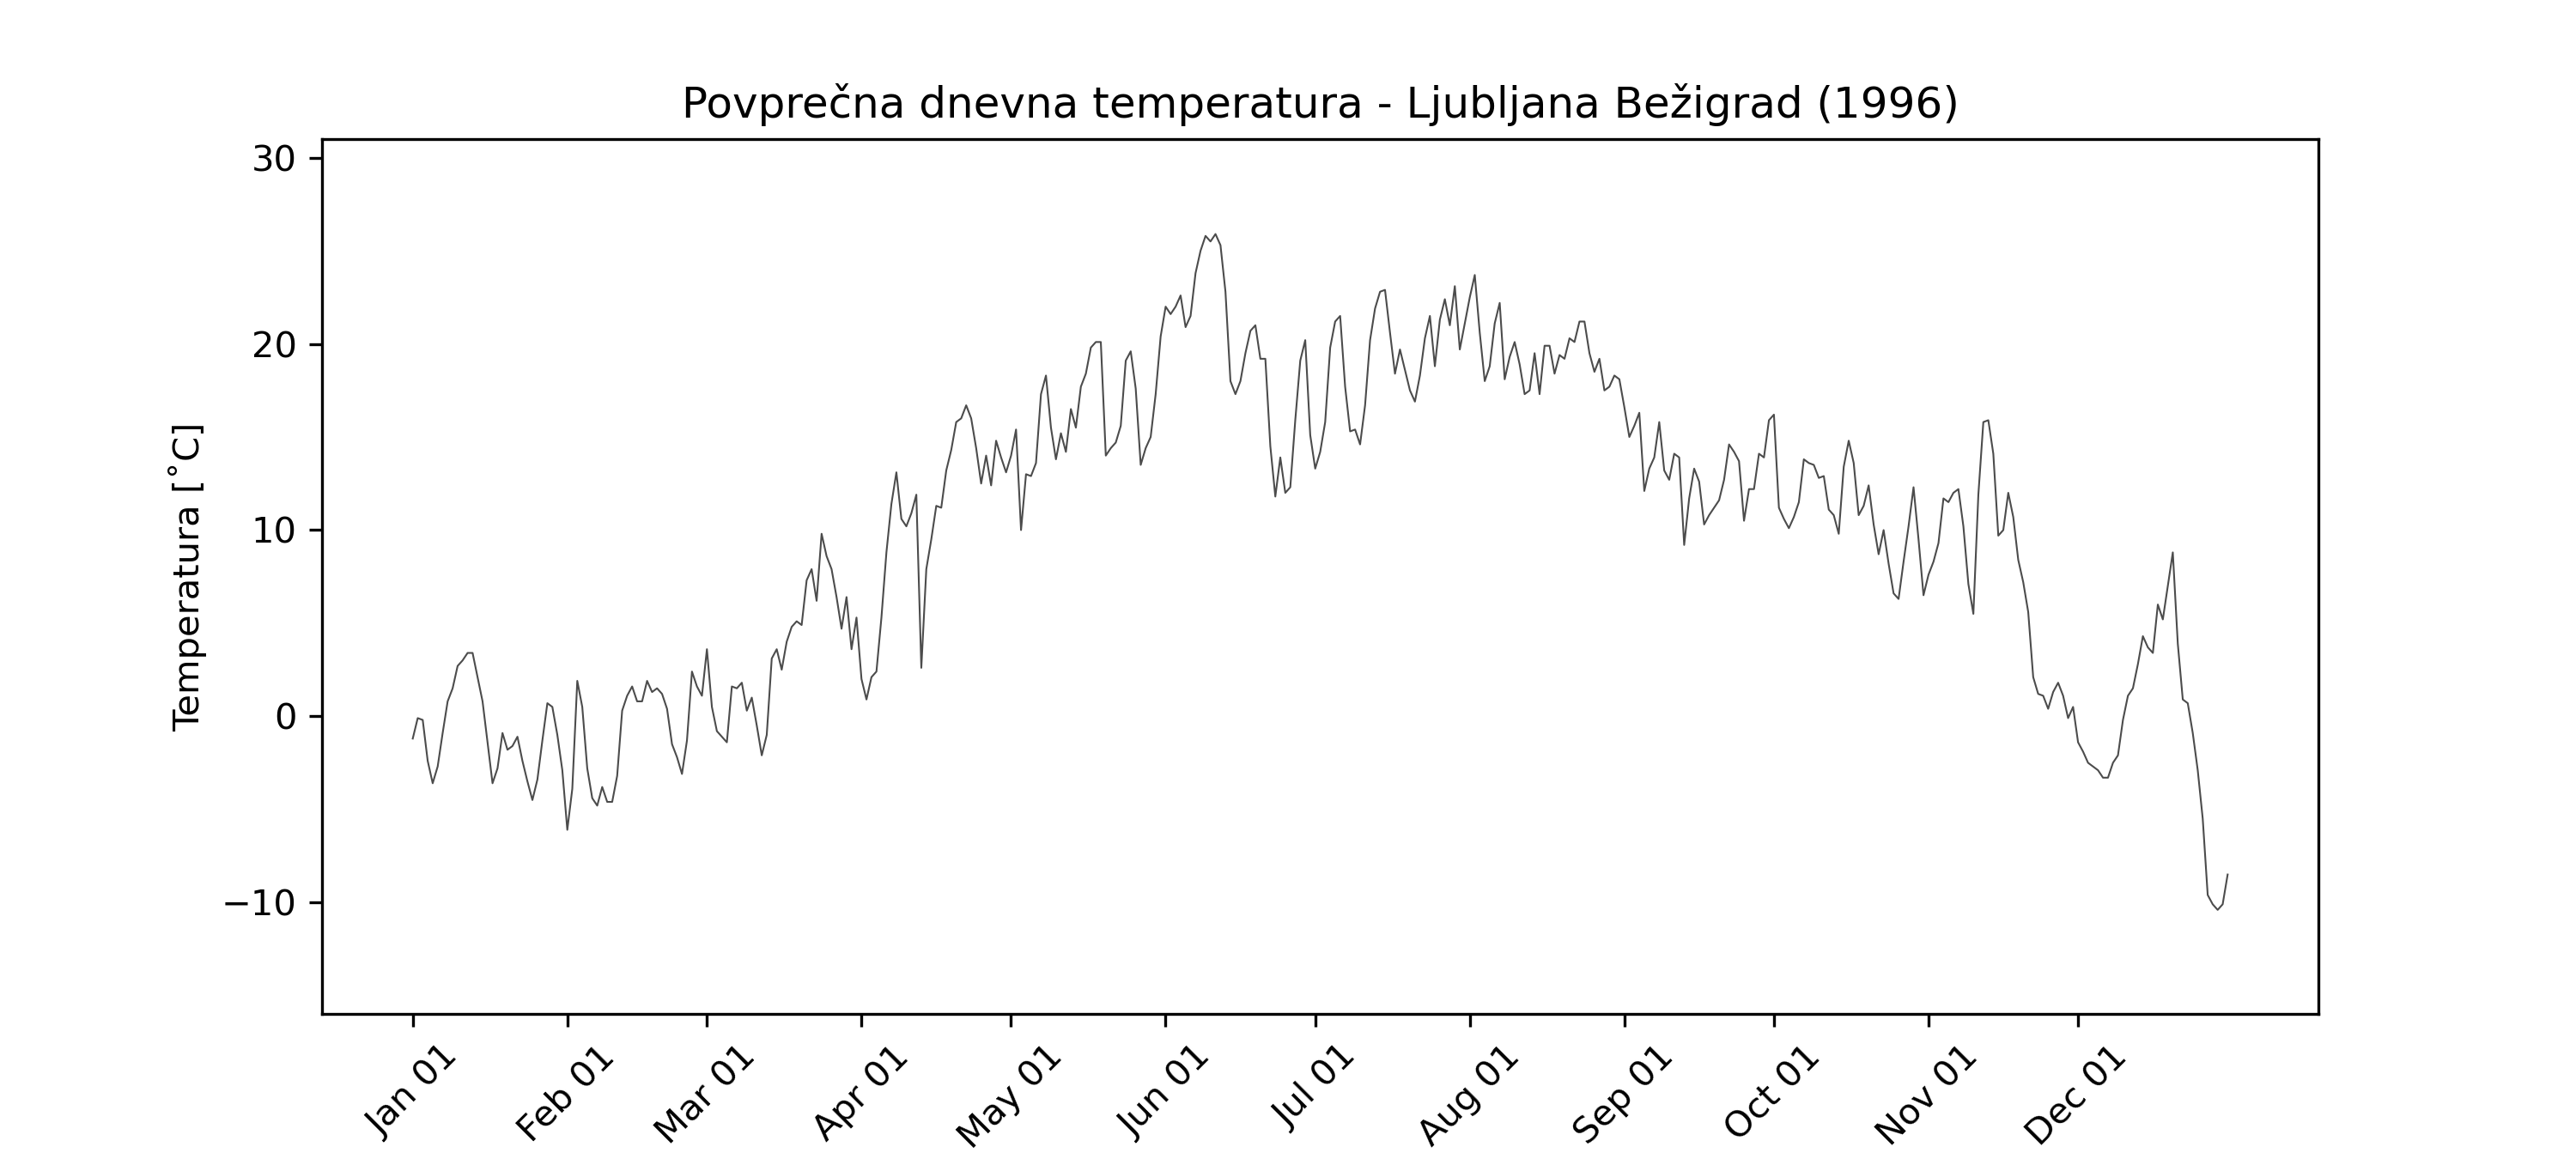 Povprečna dnevna temperatura - Ljubljana Bežigrad (1996)
30
20
10
0
−10
Temperatura [˚C]
Jan 01
Feb 01
Mar 01
Apr 01
May 01
Jun 01
Jul 01
Aug 01
Sep 01
Oct 01
Nov 01
Dec 01